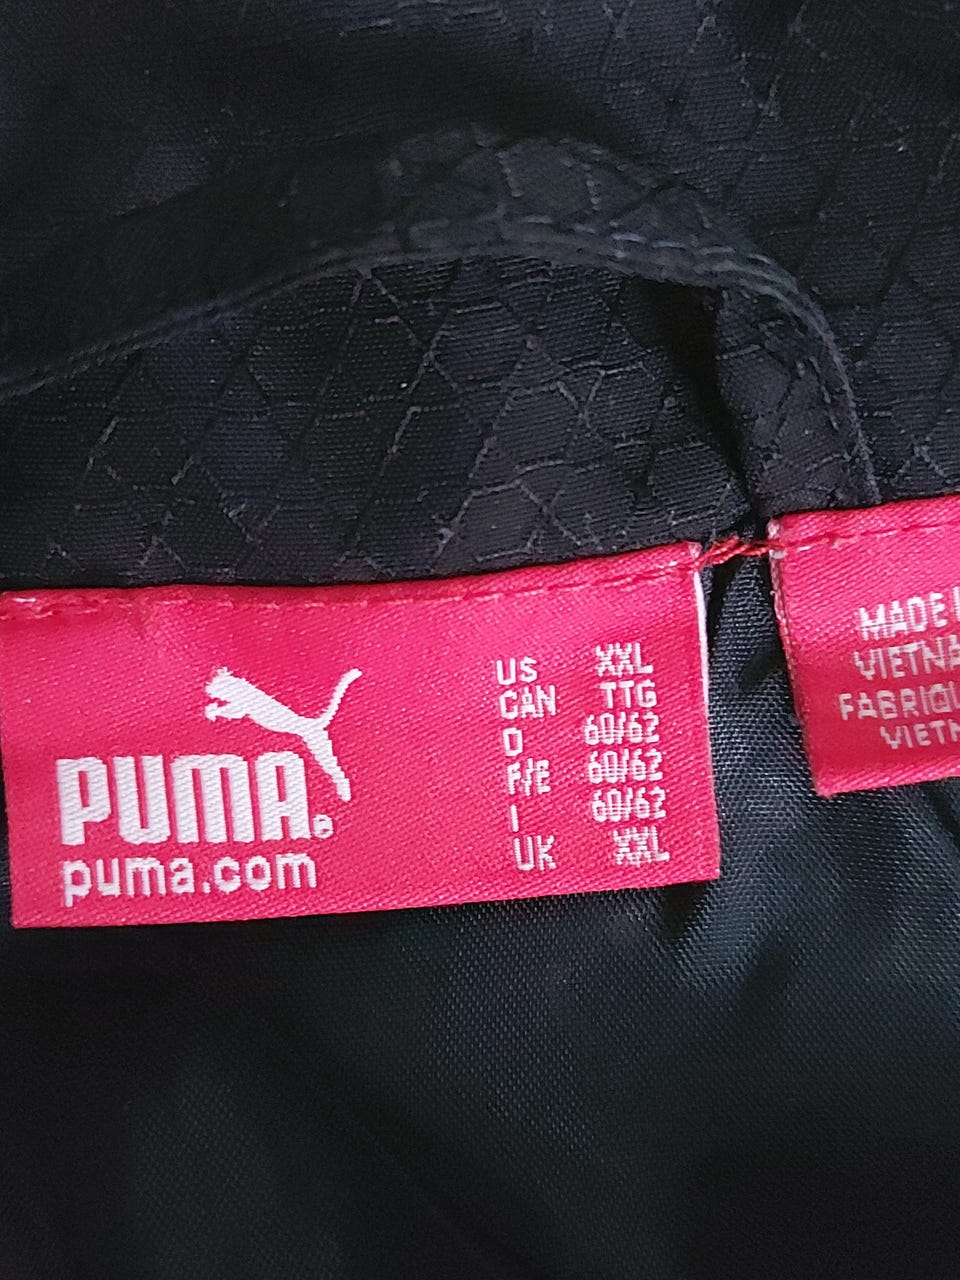 PUMA®
puma.com
US XXL
CAN TTG
D 60/62
F/E 60/62
I 60/62
UK XXL
MADE
VIETNA
FABRIQU
VIETN